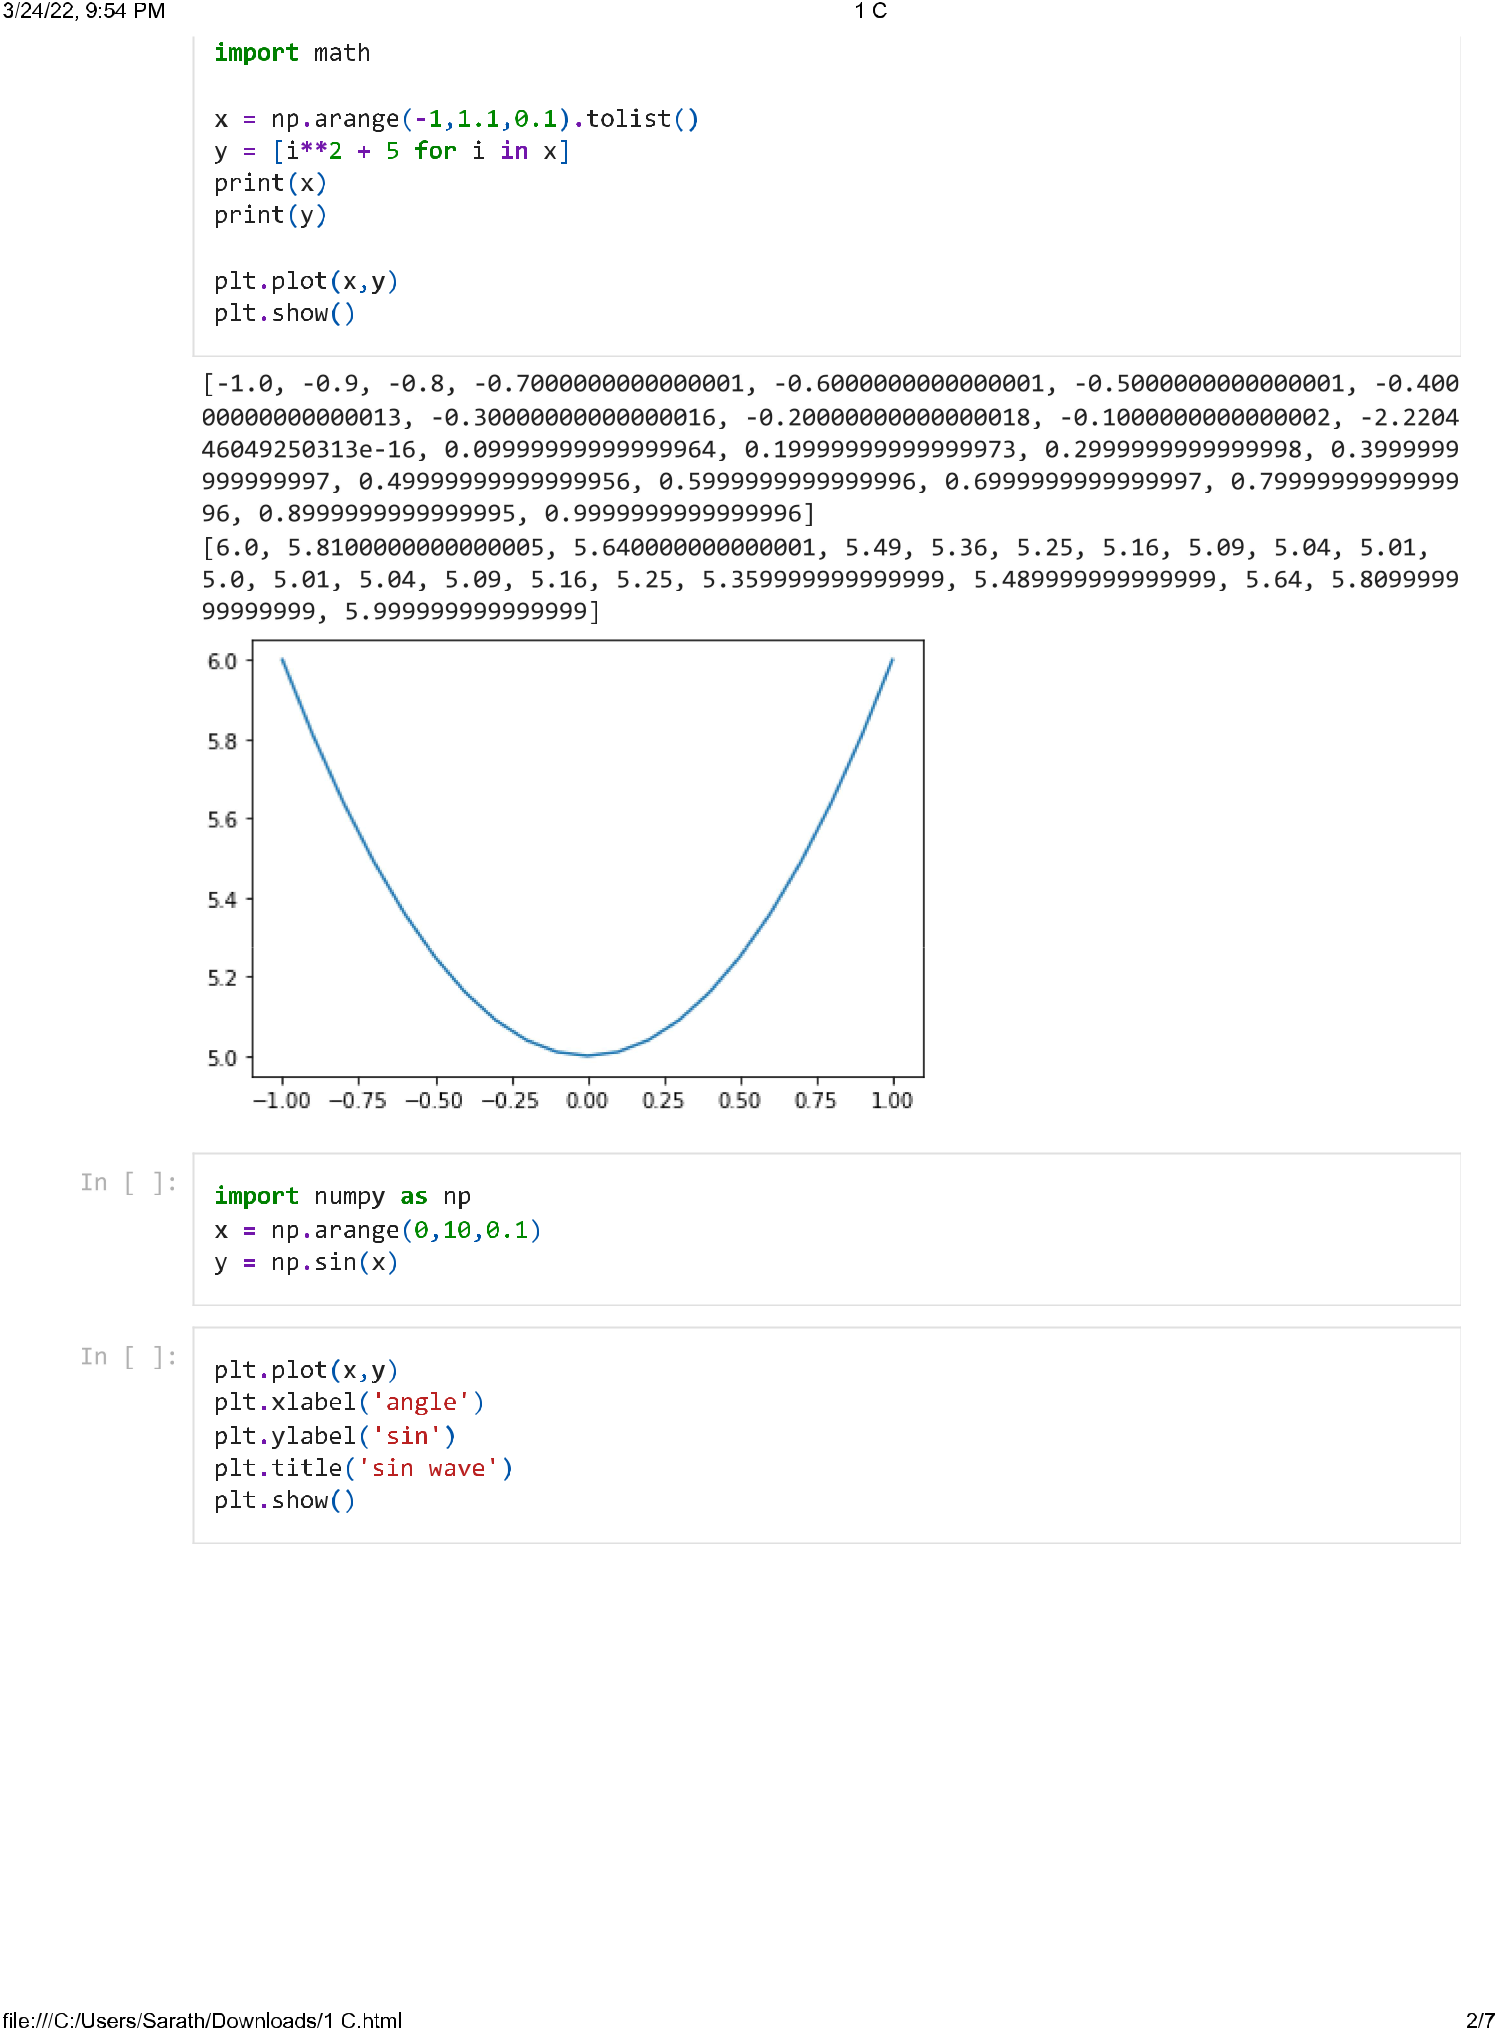 3/24/22, 9:54 PM 1 C
import math
x = np.arange(-1,1.1,0.1).tolist()
y = [i**2 + 5 for i in x]
print(x)
print(y)
plt.plot(x,y)
plt.show()
[-1.0, -0.9, -0.8, -0.7000000000000001, -0.6000000000000001, -0.5000000000000001, -0.400
00000000000013, -0.30000000000000016, -0.20000000000000018, -0.1000000000000002, -2.2204
46049250313e-16, 0.09999999999999964, 0.19999999999999973, 0.2999999999999998, 0.3999999
999999997, 0.49999999999999956, 0.5999999999999996, 0.6999999999999997, 0.79999999999999
96, 0.8999999999999995, 0.9999999999999996]
[6.0, 5.8100000000000005, 5.640000000000001, 5.49, 5.36, 5.25, 5.16, 5.09, 5.04, 5.01,
5.0, 5.01, 5.04, 5.09, 5.16, 5.25, 5.359999999999999, 5.489999999999999, 5.64, 5.8099999
99999999, 5.999999999999999]
6.0
5.8
5.6
5.4
5.2
5.0
−1.00 −0.75 −0.50 −0.25 0.00 0.25 0.50 0.75 1.00
In [ ]:
import numpy as np
x = np.arange(0,10,0.1)
y = np.sin(x)
In [ ]:
plt.plot(x,y)
plt.xlabel('angle')
plt.ylabel('sin')
plt.title('sin wave')
plt.show()
file:///C:/Users/Sarath/Downloads/1 C.html 2/7